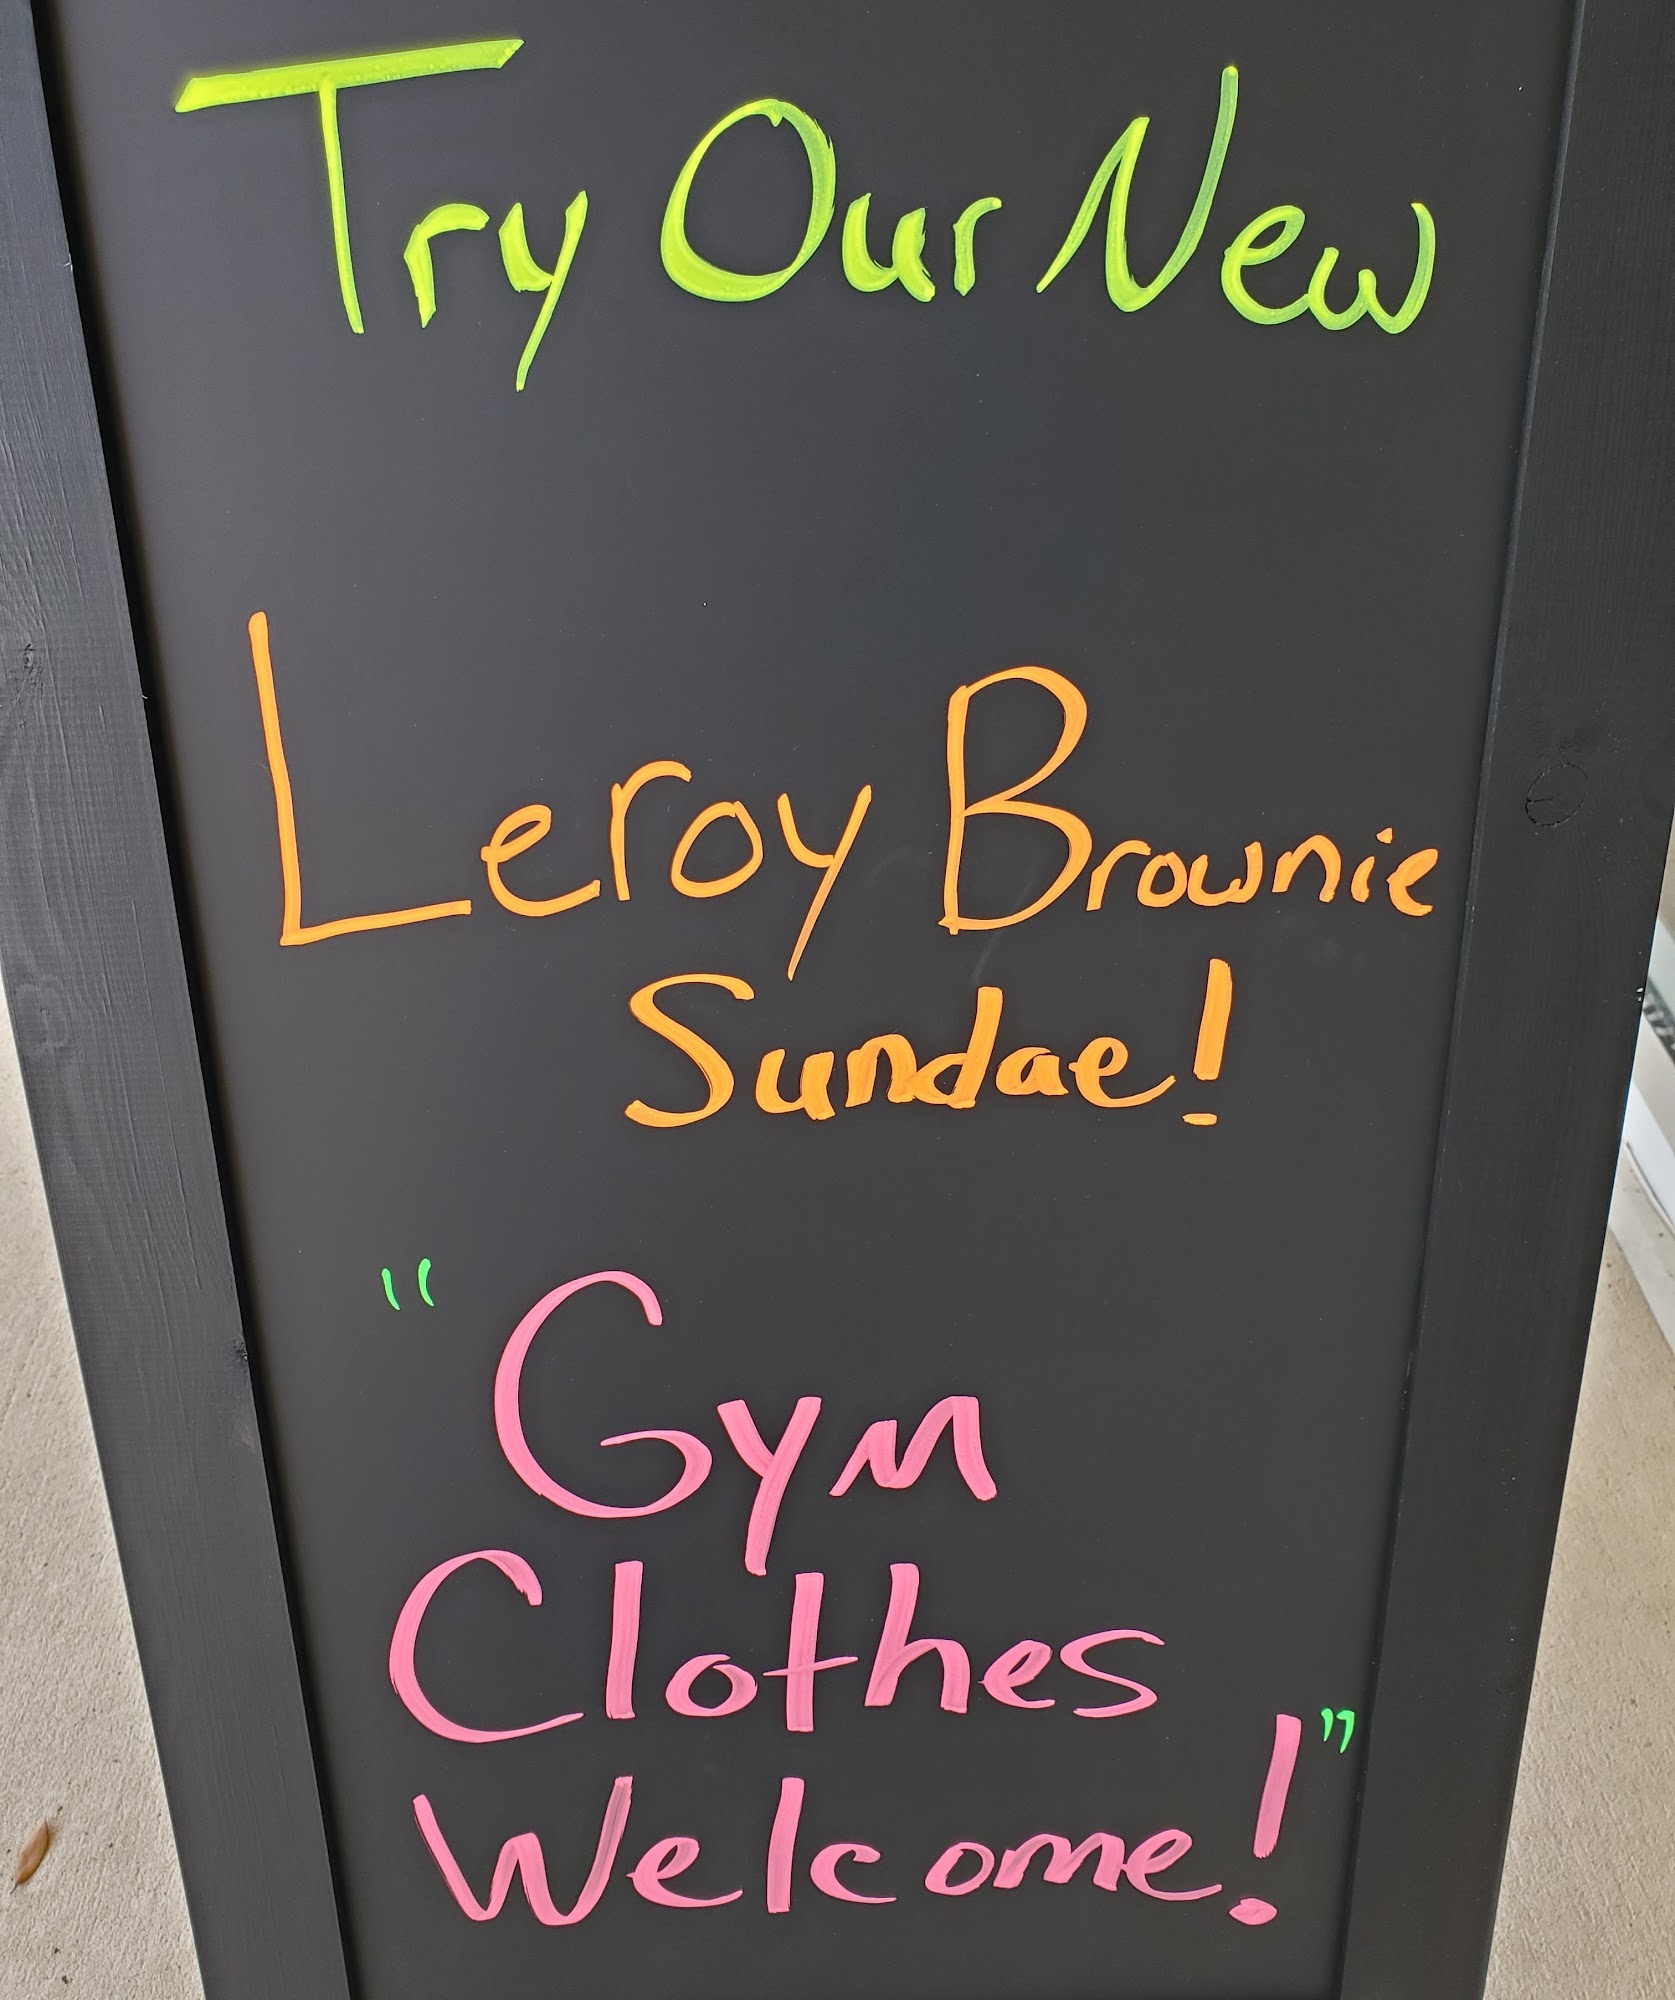 Try Our New
Leroy Brownie
Sundae!
"Gym
Clothes
Welcome!"